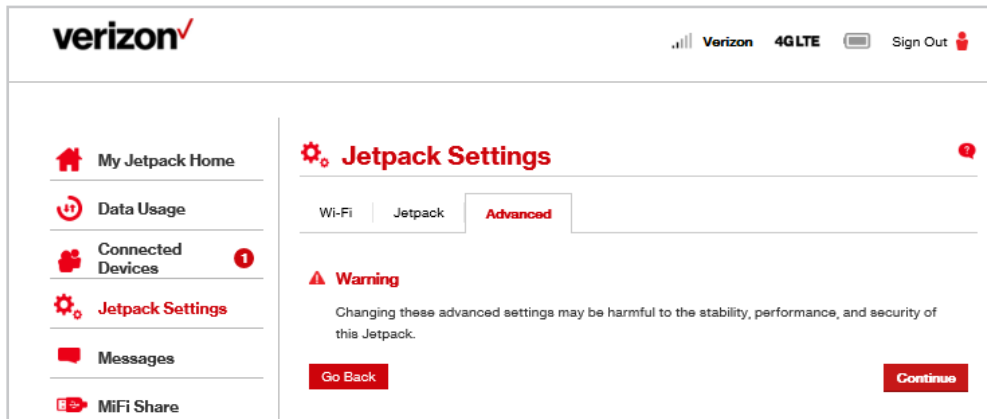 verizon
Verizon 4G LTE Sign Out
My Jetpack Home
Data Usage
Connected
Devices
1
Jetpack Settings
Messages
MiFi Share
Jetpack Settings
?
Wi-Fi Jetpack Advanced
Warning
Changing these advanced settings may be harmful to the stability, performance, and security of
this Jetpack.
Go Back Continue